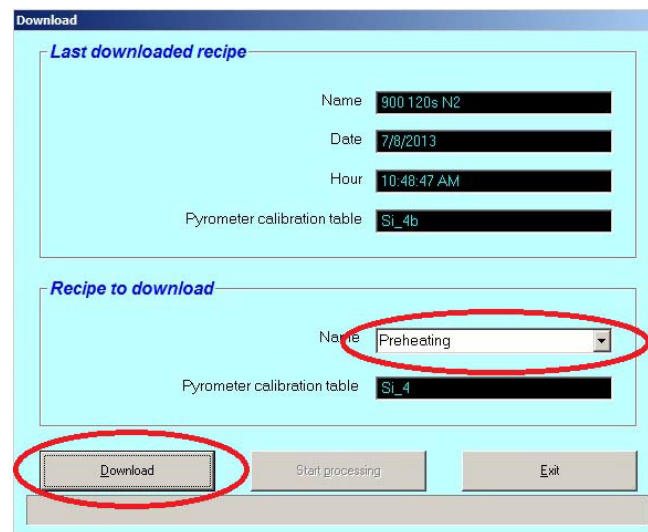 Download
Last downloaded recipe
Name 900 120s N2
Date 7/8/2013
Hour 10:48:47 AM
Pyrometer calibration table Si_4b
Recipe to download
Name Preheating
Pyrometer calibration table Si_4
Download Start processing Exit